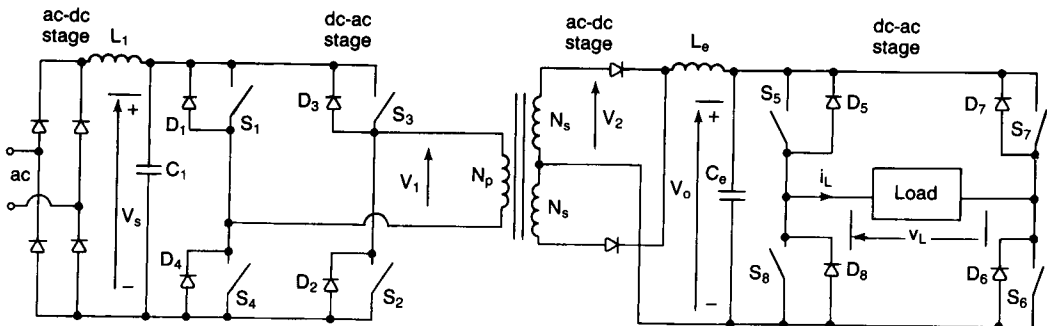 ac-dc
stage
L1
dc-ac
stage
ac-dc
stage
Le
dc-ac
stage
+
D1
S1
D3
S3
Ns
V2
+
S5
D5
D7
S7
ac
Vs
C1
V1
Np
Ns
Vo
Ce
iL
Load
vL
−
D4
S4
D2
S2
−
S8
D8
D6
S6